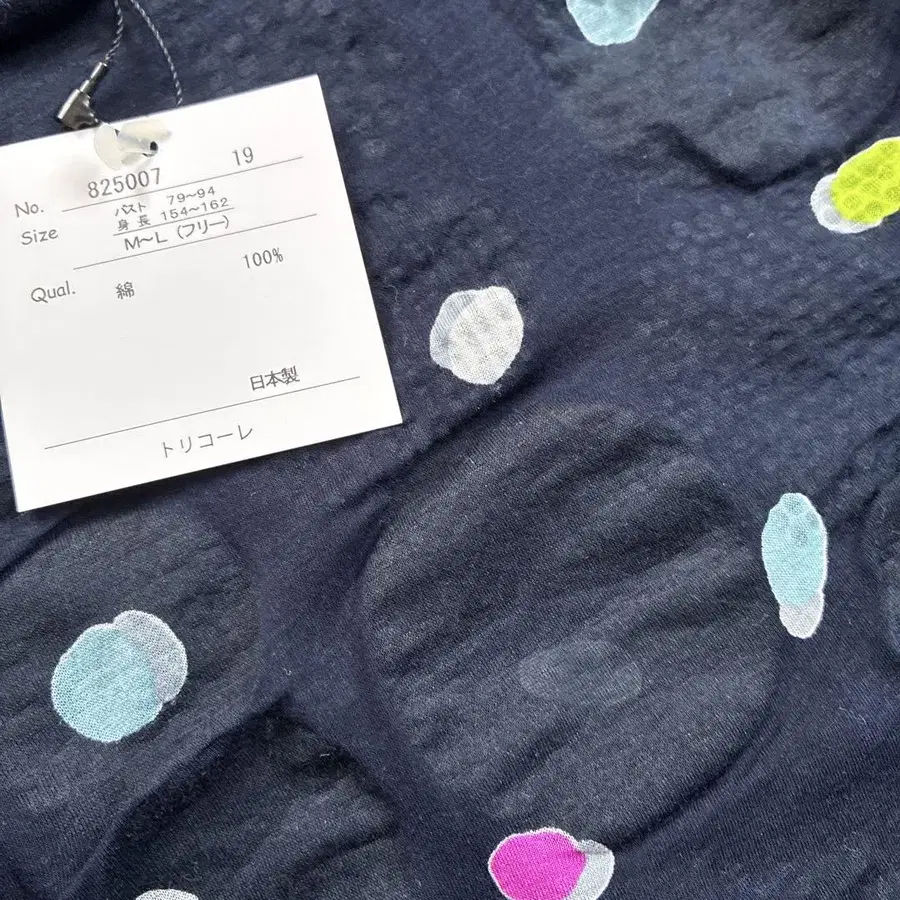 No. 825007 19
Size バスト 79～94
身長 154～162
M～L (フリー)
Qual. 綿 100%
日本製
トリコーレ